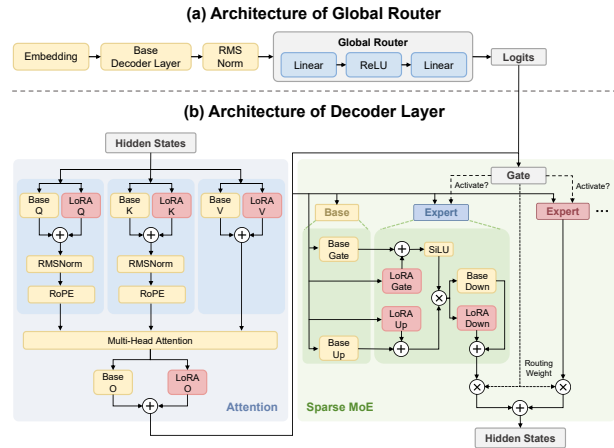 (a) Architecture of Global Router
Embedding
Base
Decoder Layer
RMS
Norm
Global Router
Linear
ReLU
Linear
Logits
(b) Architecture of Decoder Layer
Hidden States
Base
Q
LoRA
Q
Base
K
LoRA
K
Base
V
LoRA
V
RMSNorm
RMSNorm
RoPE
RoPE
Multi-Head Attention
Base
O
LoRA
O
Attention
Gate
Activate?
Activate?
Base
Expert
Expert
...
Base
Gate
SiLU
LoRA
Gate
Base
Down
LoRA
Up
LoRA
Down
Base
Up
Routing
Weight
Sparse MoE
Hidden States